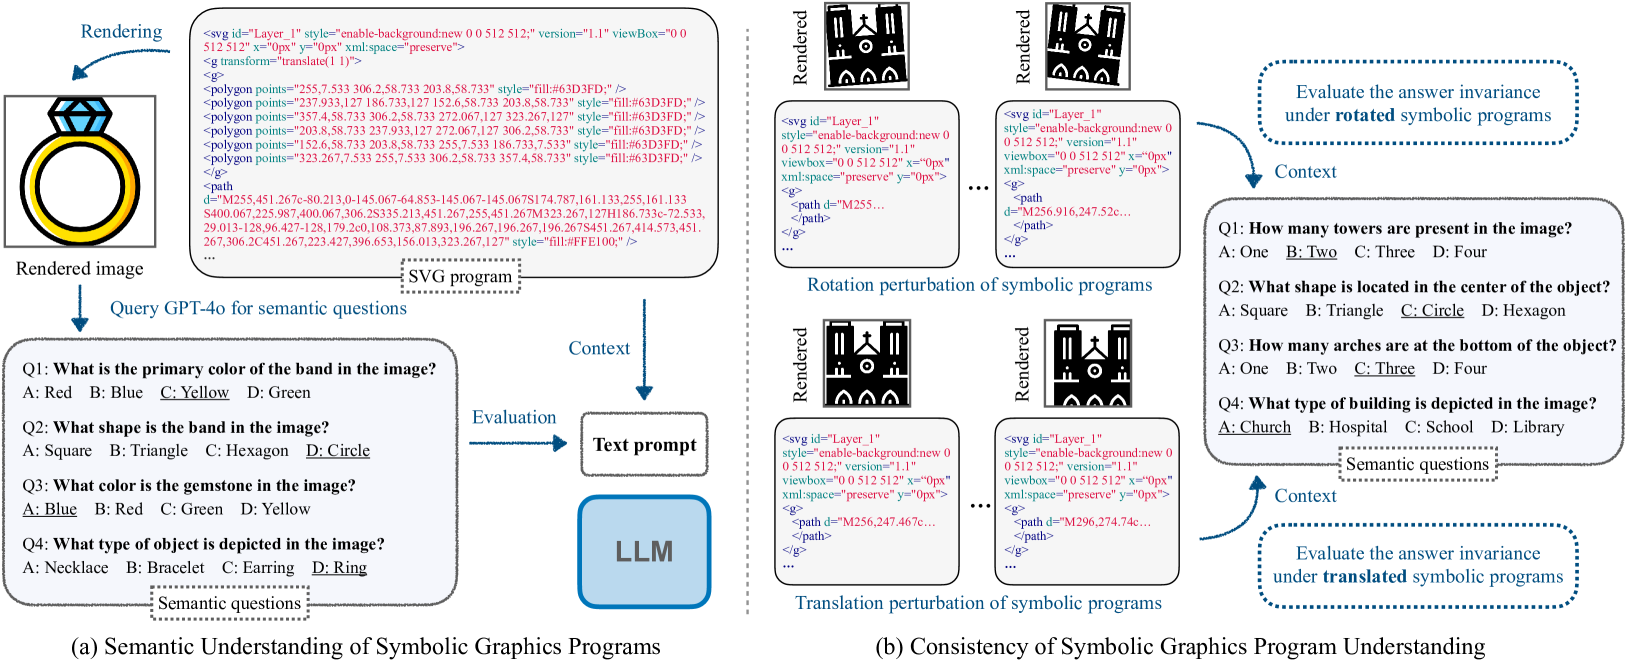 Rendering
<svg id="Layer_1" style="enable-background:new 0 0 512 512;" version="1.1" viewBox="0 0
512 512" x="0px" y="0px" xml:space="preserve">
<g transform="translate(1 1)">
<g>
<polygon points="255,7.533 306.2,58.733 203.8,58.733" style="fill:#63D3FD;" />
<polygon points="237.933,127 186.733,127 152.6,58.733 203.8,58.733" style="fill:#63D3FD;" />
<polygon points="357.4,58.733 306.2,58.733 272.067,127 323.267,127" style="fill:#63D3FD;" />
<polygon points="203.8,58.733 237.933,127 272.067,127 306.2,58.733" style="fill:#63D3FD;" />
<polygon points="152.6,58.733 203.8,58.733 255,7.533 186.733,7.533" style="fill:#63D3FD;" />
<polygon points="323.267,7.533 255,7.533 306.2,58.733 357.4,58.733" style="fill:#63D3FD;" />
</g>
<path
d="M255,451.267c-80.213,0-145.067-64.853-145.067-145.067S174.787,161.133,255,161.133
S400.067,225.987,400.067,306.2S335.213,451.267,255,451.267M323.267,127H186.733c-72.533,
29.013-128,96.427-128,179.2c0,108.373,87.893,196.267,196.267,196.267S451.267,414.573,451.
267,306.2C451.267,223.427,396.653,156.013,323.267,127" style="fill:#FFE100;" />
...
SVG program
Rendered image
Query GPT-4o for semantic questions
Q1: What is the primary color of the band in the image?
A: Red B: Blue C: Yellow D: Green
Q2: What shape is the band in the image?
A: Square B: Triangle C: Hexagon D: Circle
Q3: What color is the gemstone in the image?
A: Blue B: Red C: Green D: Yellow
Q4: What type of object is depicted in the image?
A: Necklace B: Bracelet C: Earring D: Ring
Semantic questions
Evaluation
Context
Text prompt
LLM
(a) Semantic Understanding of Symbolic Graphics Programs
Rendered
<svg id="Layer_1"
style="enable-background:new 0
0 512 512;" version="1.1"
viewbox="0 0 512 512" x="0px"
xml:space="preserve" y="0px">
<g>
<path d="M255…
</path>
</g>
...
...
Rendered
<svg id="Layer_1"
style="enable-background:new 0
0 512 512;" version="1.1"
viewbox="0 0 512 512" x="0px"
xml:space="preserve" y="0px">
<g>
<path
d="M256.916,247.52c…
</path>
</g>
...
Rotation perturbation of symbolic programs
Rendered
<svg id="Layer_1"
style="enable-background:new 0
0 512 512;" version="1.1"
viewbox="0 0 512 512" x="0px"
xml:space="preserve" y="0px">
<g>
<path d="M256,247.467c…
</path>
</g>
...
...
Rendered
<svg id="Layer_1"
style="enable-background:new 0
0 512 512;" version="1.1"
viewbox="0 0 512 512" x="0px"
xml:space="preserve" y="0px">
<g>
<path d="M296,274.74c…
</path>
</g>
...
Translation perturbation of symbolic programs
Evaluate the answer invariance
under rotated symbolic programs
Context
Q1: How many towers are present in the image?
A: One B: Two C: Three D: Four
Q2: What shape is located in the center of the object?
A: Square B: Triangle C: Circle D: Hexagon
Q3: How many arches are at the bottom of the object?
A: One B: Two C: Three D: Four
Q4: What type of building is depicted in the image?
A: Church B: Hospital C: School D: Library
Semantic questions
Context
Evaluate the answer invariance
under translated symbolic programs
(b) Consistency of Symbolic Graphics Program Understanding